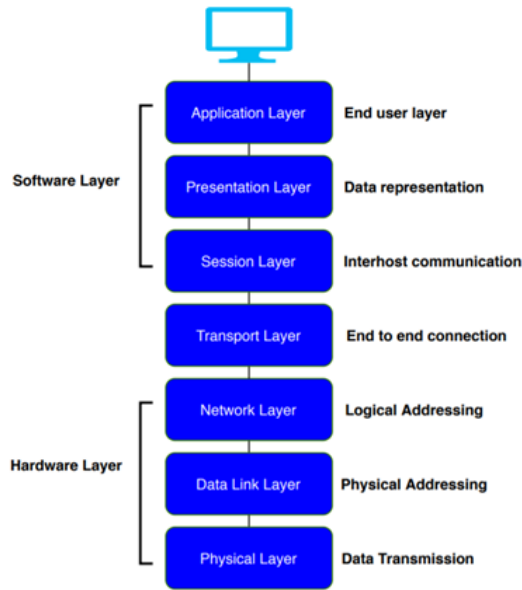 Application Layer
End user layer
Software Layer
Presentation Layer
Data representation
Session Layer
Interhost communication
Transport Layer
End to end connection
Network Layer
Logical Addressing
Hardware Layer
Data Link Layer
Physical Addressing
Physical Layer
Data Transmission